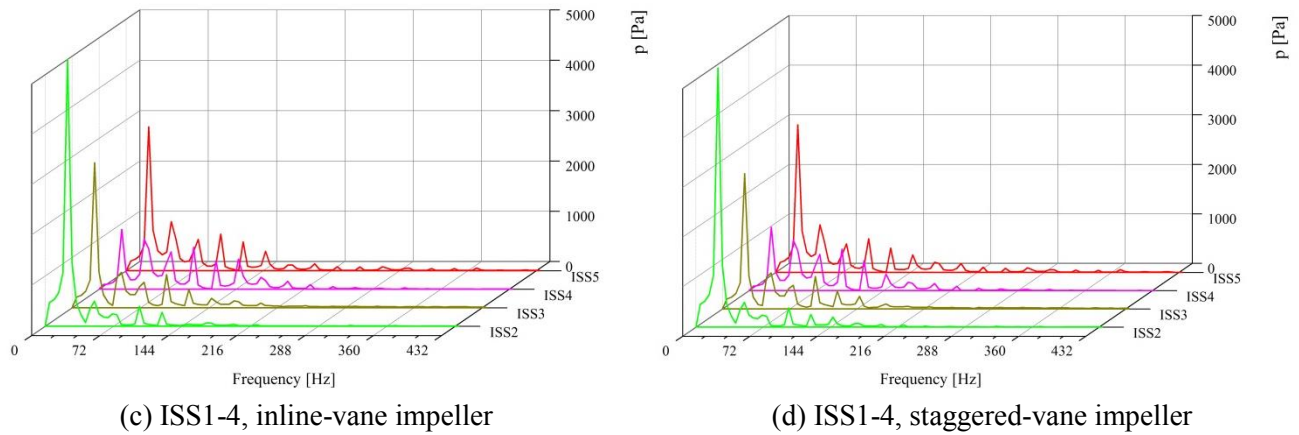 5000
4000
3000
2000
1000
0
p [Pa]
ISS5
ISS4
ISS3
ISS2
0 72 144 216 288 360 432
Frequency [Hz]
(c) ISS1-4, inline-vane impeller
5000
4000
3000
2000
1000
0
p [Pa]
ISS5
ISS4
ISS3
ISS2
0 72 144 216 288 360 432
Frequency [Hz]
(d) ISS1-4, staggered-vane impeller